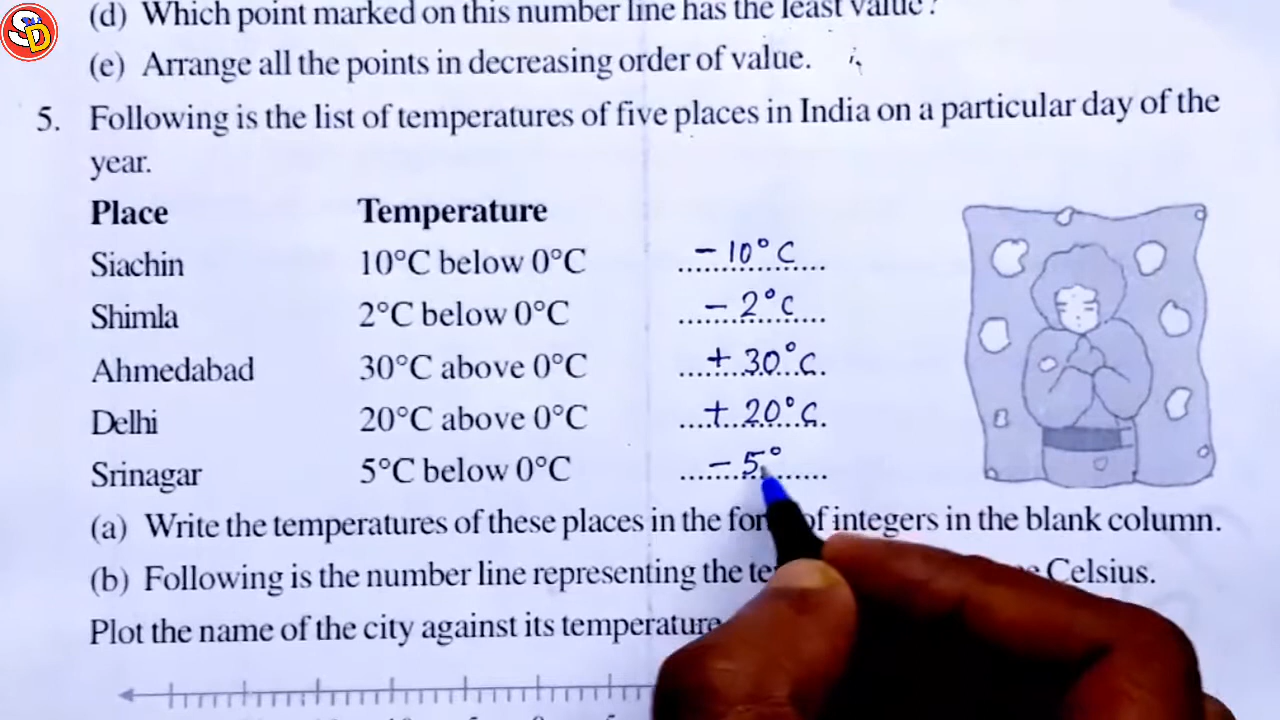 SD
(d) Which point marked on this number line has the least value?
(e) Arrange all the points in decreasing order of value.
5. Following is the list of temperatures of five places in India on a particular day of the
year.
Place Temperature
Siachin 10°C below 0°C – 10°C
Shimla 2°C below 0°C – 2°C
Ahmedabad 30°C above 0°C + 30°C
Delhi 20°C above 0°C + 20°C
Srinagar 5°C below 0°C – 5°
(a) Write the temperatures of these places in the of integers in the blank column.
(b) Following is the number line representing the Celsius.
Plot the name of the city against its temperature